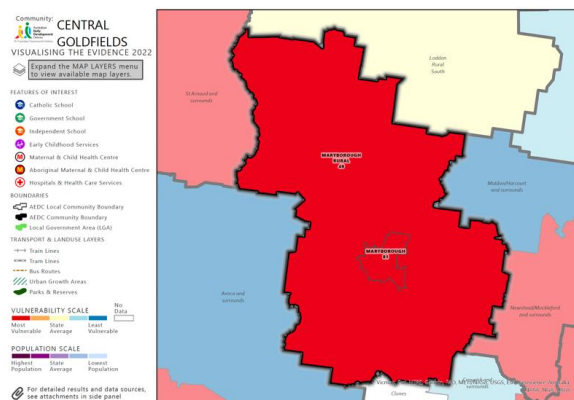 Community:
CENTRAL
GOLDFIELDS
VISUALISING THE EVIDENCE 2022
Expand the MAP LAYERS menu
to view available map layers.
FEATURES OF INTEREST
Catholic School
Government School
Independent School
Early Childhood Services
Maternal & Child Health Centre
Aboriginal Maternal & Child Health Centre
Hospitals & Health Care Services
BOUNDARIES
AEDC Local Community Boundary
AEDC Community Boundary
Local Government Area (LGA)
TRANSPORT & LANDUSE LAYERS
Train Lines
Tram Lines
Bus Routes
Urban Growth Areas
Parks & Reserves
VULNERABILITY SCALE
No
Data
Most
Vulnerable
State
Average
Least
Vulnerable
POPULATION SCALE
Highest
Population
State
Average
Lowest
Population
For detailed results and data sources,
see attachments in side panel
Loddon
Rural
South
St Arnaud and
surrounds
MARYBOROUGH
RURAL
Maldon/Harcourt
and surrounds
MARYBOROUGH
Avoca and
surrounds
Newstead/Muckleford
and surrounds
Clunes